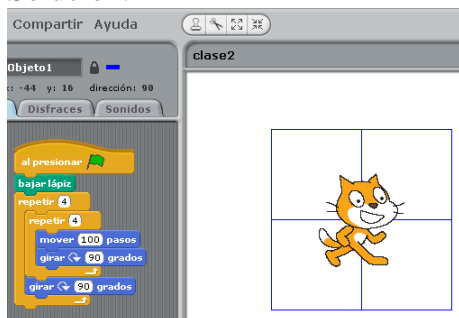 Compartir Ayuda
clase2
Objeto1
x: -44 y: 16 dirección: 90
Disfraces Sonidos
al presionar
bajar lápiz
repetir 4
repetir 4
mover 100 pasos
girar 90 grados
girar 90 grados